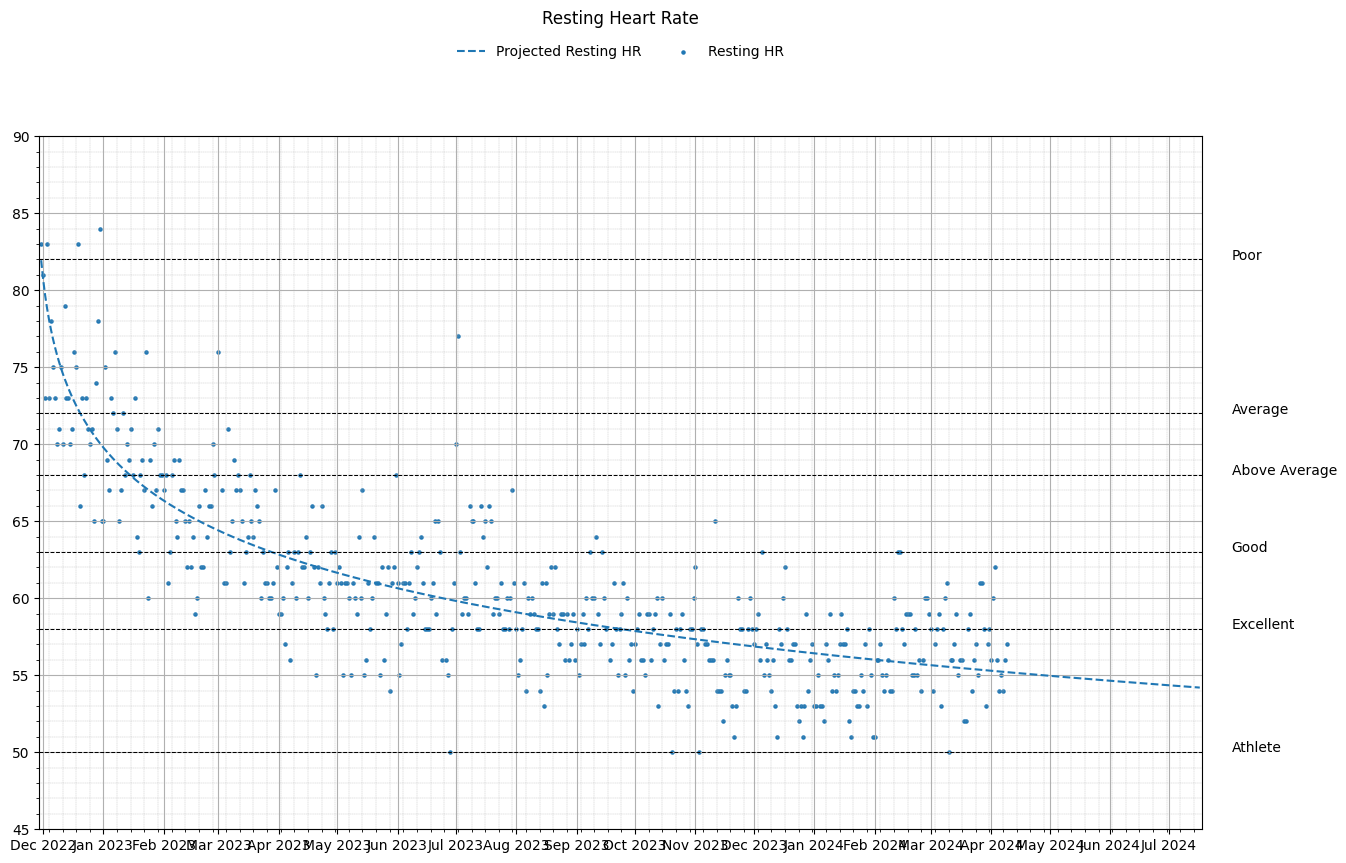 Resting Heart Rate
Projected Resting HR Resting HR
90
85
Poor
80
75
Average
70
Above Average
65
Good
60
Excellent
55
50
Athlete
45
Dec 2022 Jan 2023 Feb 2023 Mar 2023 Apr 2023 May 2023 Jun 2023 Jul 2023 Aug 2023 Sep 2023 Oct 2023 Nov 2023 Dec 2023 Jan 2024 Feb 2024 Mar 2024 Apr 2024 May 2024 Jun 2024 Jul 2024